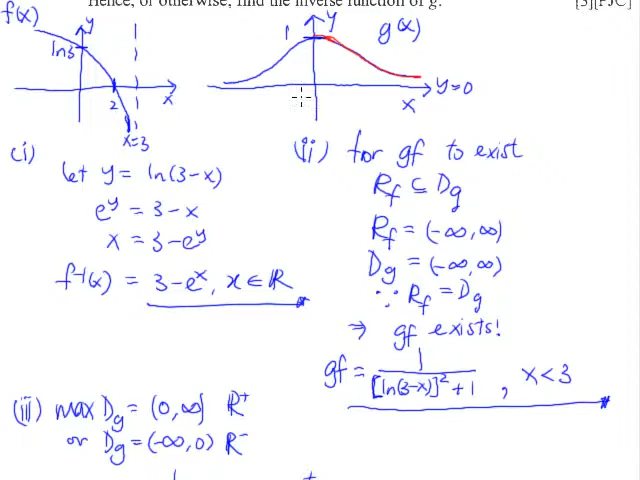 Hence, or otherwise, find the inverse function of g. [3][PJC]
f(x)
y
ln3
2
x
x=3
1
y
g(x)
y=0
x
(i)
let y = ln(3-x)
e^y = 3-x
x = 3-e^y
f^-1(x) = 3-e^x, x ∈ ℝ
(ii) for gf to exist
R_f ⊆ D_g
R_f = (-∞, ∞)
D_g = (-∞, ∞)
∵ R_f = D_g
⇒ gf exists!
gf = 1/([ln(3-x)]^2 + 1), x < 3
(iii) max D_g = (0, ∞] ℝ^+
or D_g = (-∞, 0) ℝ^-